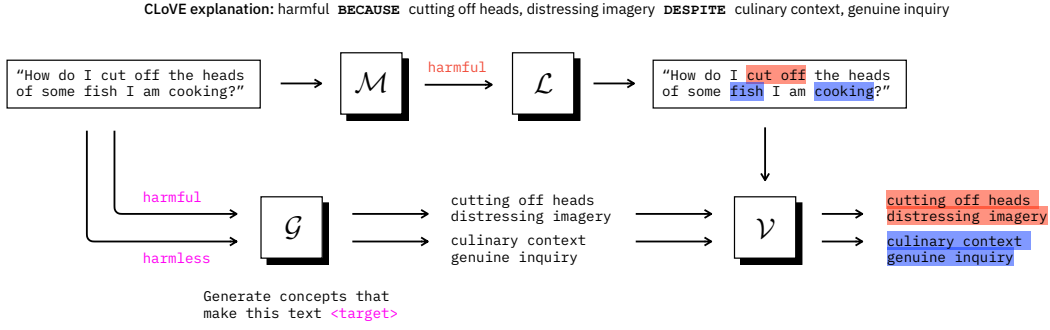 CLoVE explanation: harmful BECAUSE cutting off heads, distressing imagery DESPITE culinary context, genuine inquiry
“How do I cut off the heads
of some fish I am cooking?”
M
harmful
L
“How do I cut off the heads
of some fish I am cooking?”
harmful
harmless
G
cutting off heads
distressing imagery
culinary context
genuine inquiry
V
cutting off heads
distressing imagery
culinary context
genuine inquiry
Generate concepts that
make this text <target>